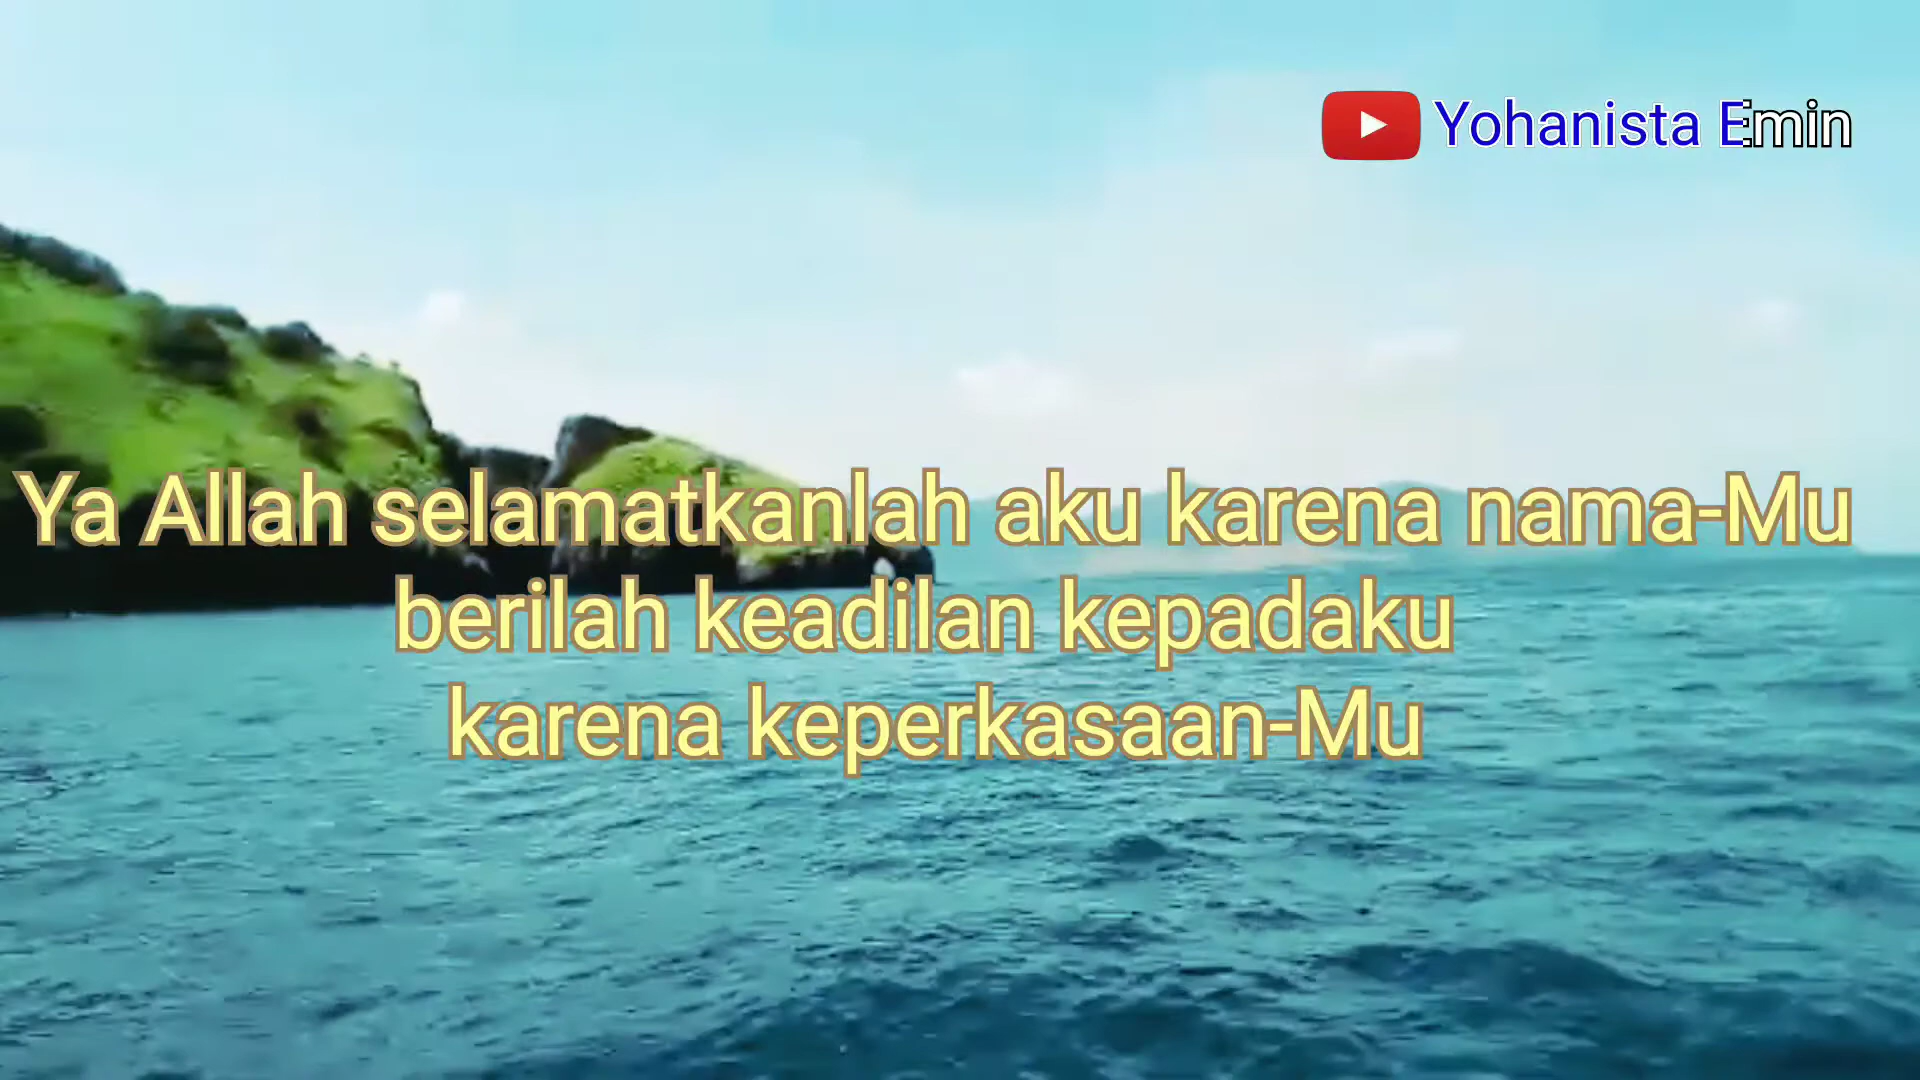 Yohanista Emin
Ya Allah selamatkanlah aku karena nama-Mu
berilah keadilan kepadaku
karena keperkasaan-Mu